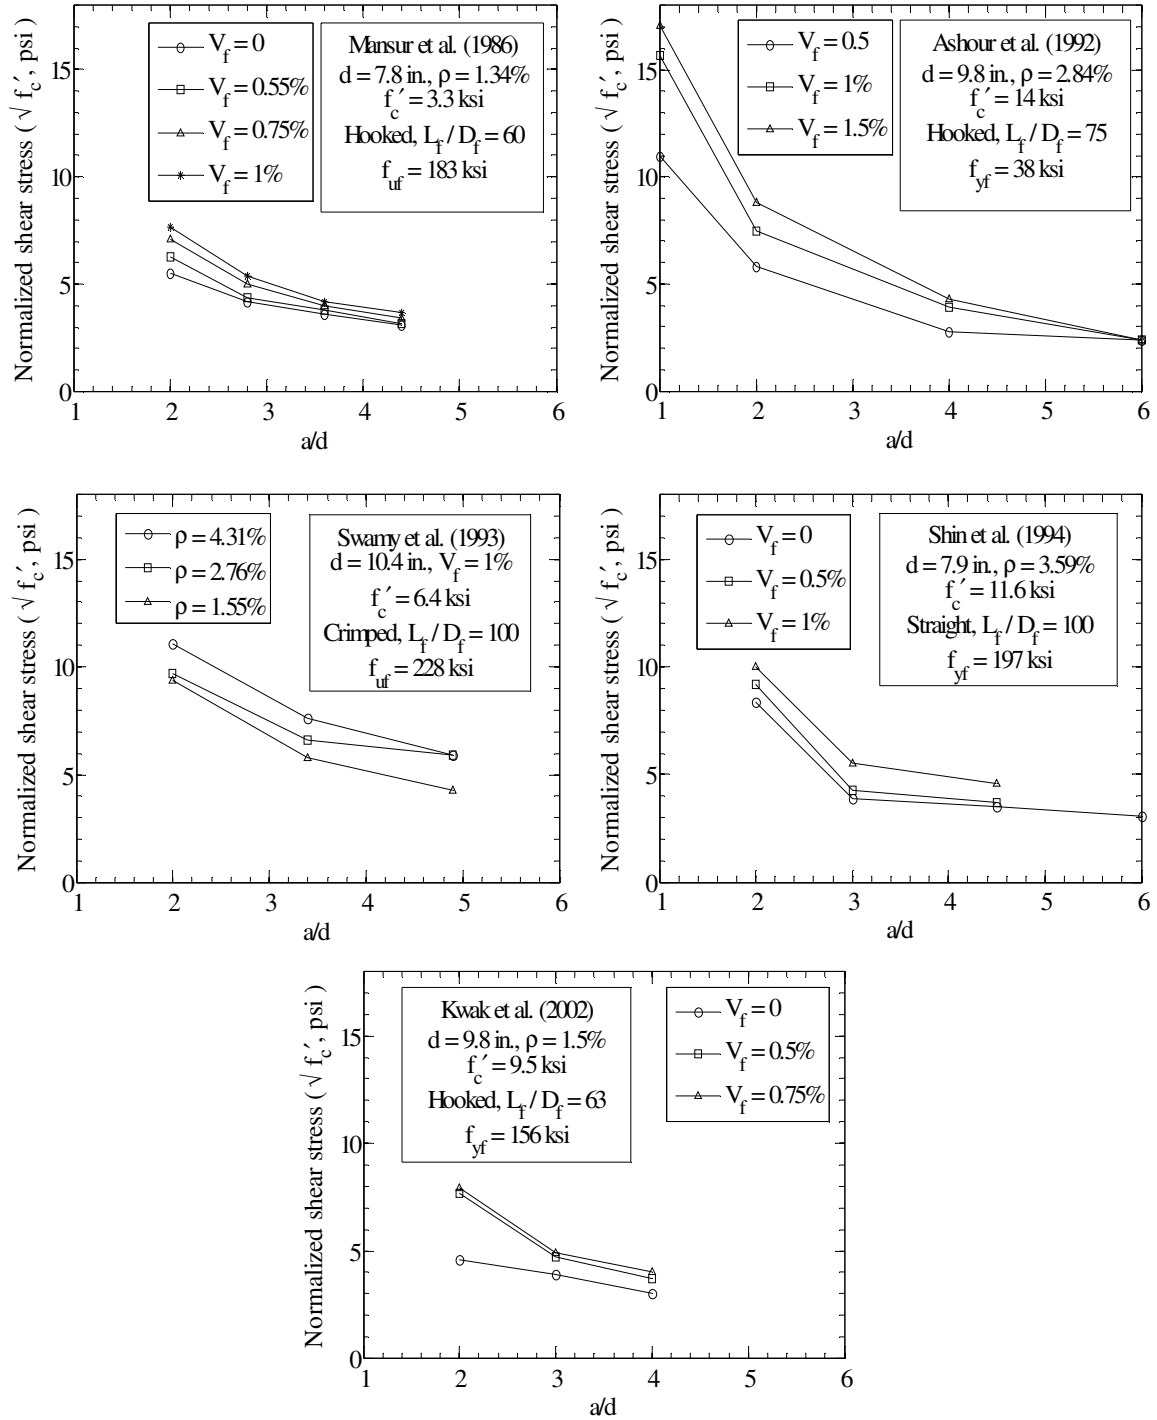 V_f = 0
V_f = 0.55%
V_f = 0.75%
V_f = 1%
Mansur et al. (1986)
d = 7.8 in., ρ = 1.34%
f_c′ = 3.3 ksi
Hooked, L_f / D_f = 60
f_uf = 183 ksi
Normalized shear stress (√f_c′, psi)
15
10
5
0
1 2 3 4 5 6
a/d
V_f = 0.5
V_f = 1%
V_f = 1.5%
Ashour et al. (1992)
d = 9.8 in., ρ = 2.84%
f_c′ = 14 ksi
Hooked, L_f / D_f = 75
f_yf = 38 ksi
Normalized shear stress (√f_c′, psi)
15
10
5
0
1 2 3 4 5 6
a/d
ρ = 4.31%
ρ = 2.76%
ρ = 1.55%
Swamy et al. (1993)
d = 10.4 in., V_f = 1%
f_c′ = 6.4 ksi
Crimped, L_f / D_f = 100
f_uf = 228 ksi
Normalized shear stress (√f_c′, psi)
15
10
5
0
1 2 3 4 5 6
a/d
V_f = 0
V_f = 0.5%
V_f = 1%
Shin et al. (1994)
d = 7.9 in., ρ = 3.59%
f_c′ = 11.6 ksi
Straight, L_f / D_f = 100
f_yf = 197 ksi
Normalized shear stress (√f_c′, psi)
15
10
5
0
1 2 3 4 5 6
a/d
Kwak et al. (2002)
d = 9.8 in., ρ = 1.5%
f_c′ = 9.5 ksi
Hooked, L_f / D_f = 63
f_yf = 156 ksi
V_f = 0
V_f = 0.5%
V_f = 0.75%
Normalized shear stress (√f_c′, psi)
15
10
5
0
1 2 3 4 5 6
a/d